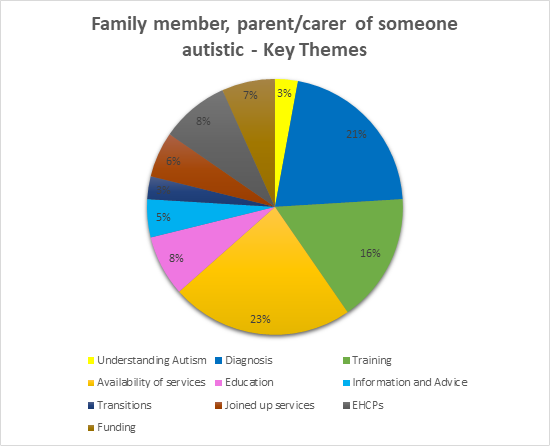 Family member, parent/carer of someone
autistic - Key Themes
3%
21%
16%
23%
8%
5%
6%
8%
7%
Understanding Autism Diagnosis Training
Availability of services Education Information and Advice
Transitions Joined up services EHCPs
Funding